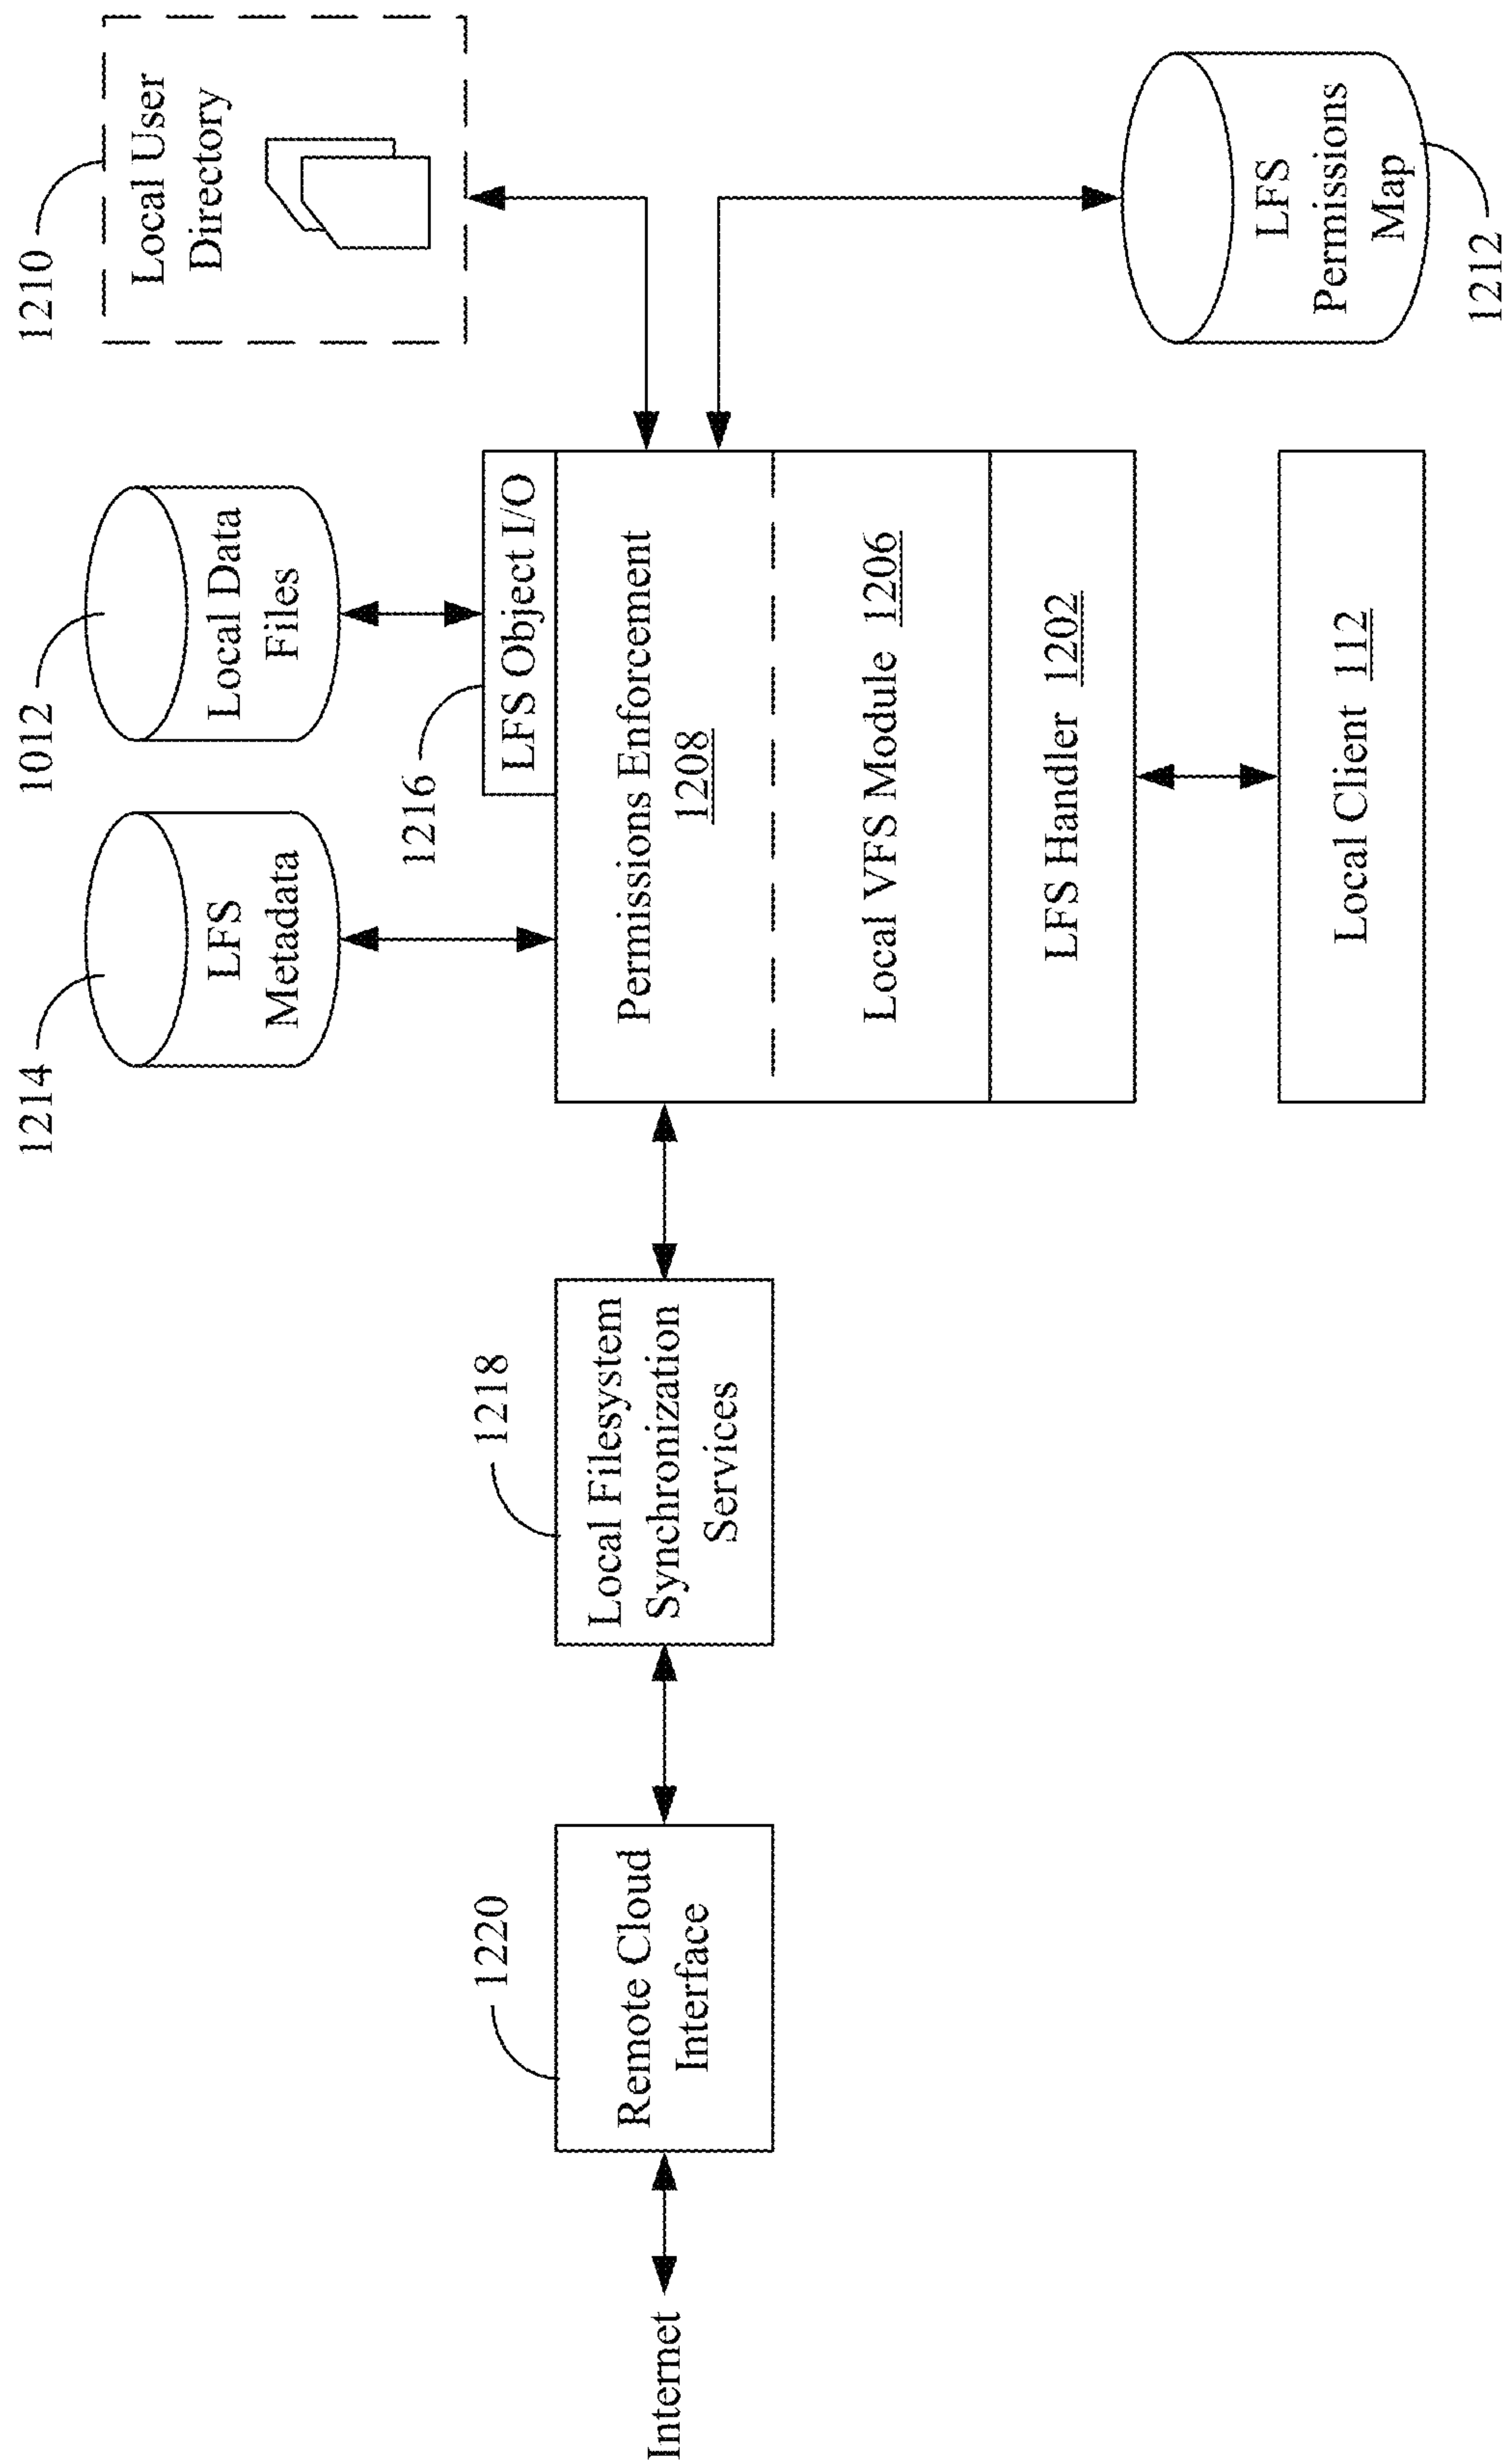 1214
1012
1210
LFS
Metadata
Local Data
Files
Local User
Directory
1216
LFS Object I/O
Internet
1220
Remote Cloud
Interface
1218
Local Filesystem
Synchronization
Services
Permissions Enforcement
1208
Local VFS Module 1206
LFS Handler 1202
Local Client 112
LFS
Permissions
Map
1212